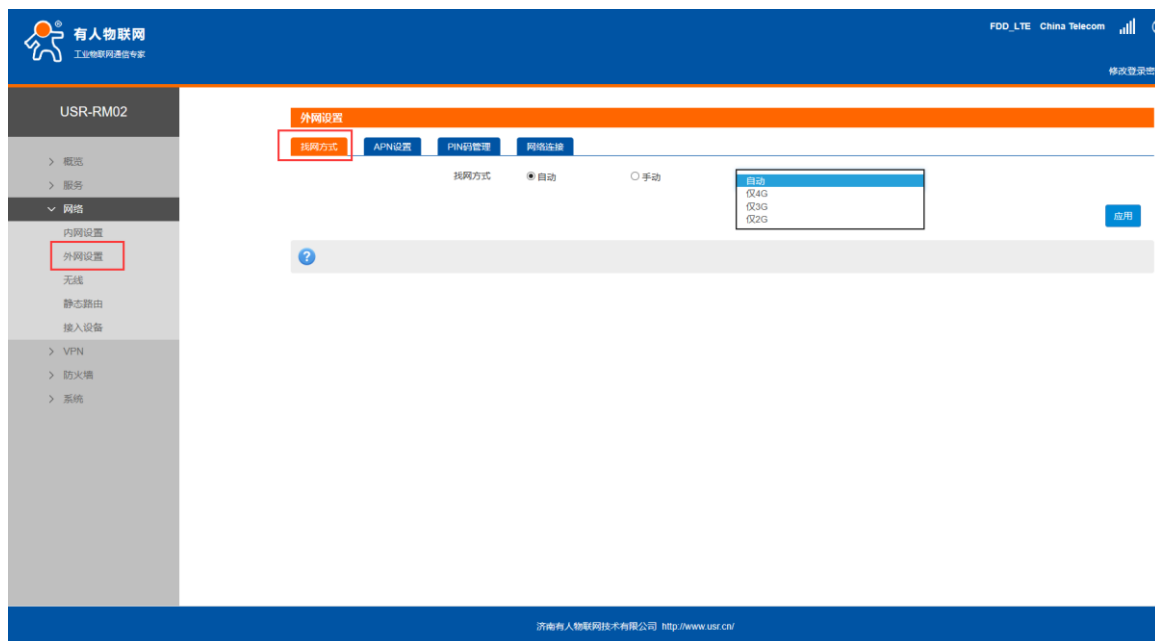 有人物联网
工业物联网通信专家
FDD_LTE China Telecom
修改登录密
USR-RM02
外网设置
找网方式 APN设置 PIN码管理 网络连接
找网方式 自动 手动
自动
仅4G
仅3G
仅2G
应用
概览
服务
网络
内网设置
外网设置
无线
静态路由
接入设备
VPN
防火墙
系统
济南有人物联网技术有限公司 http://www.usr.cn/